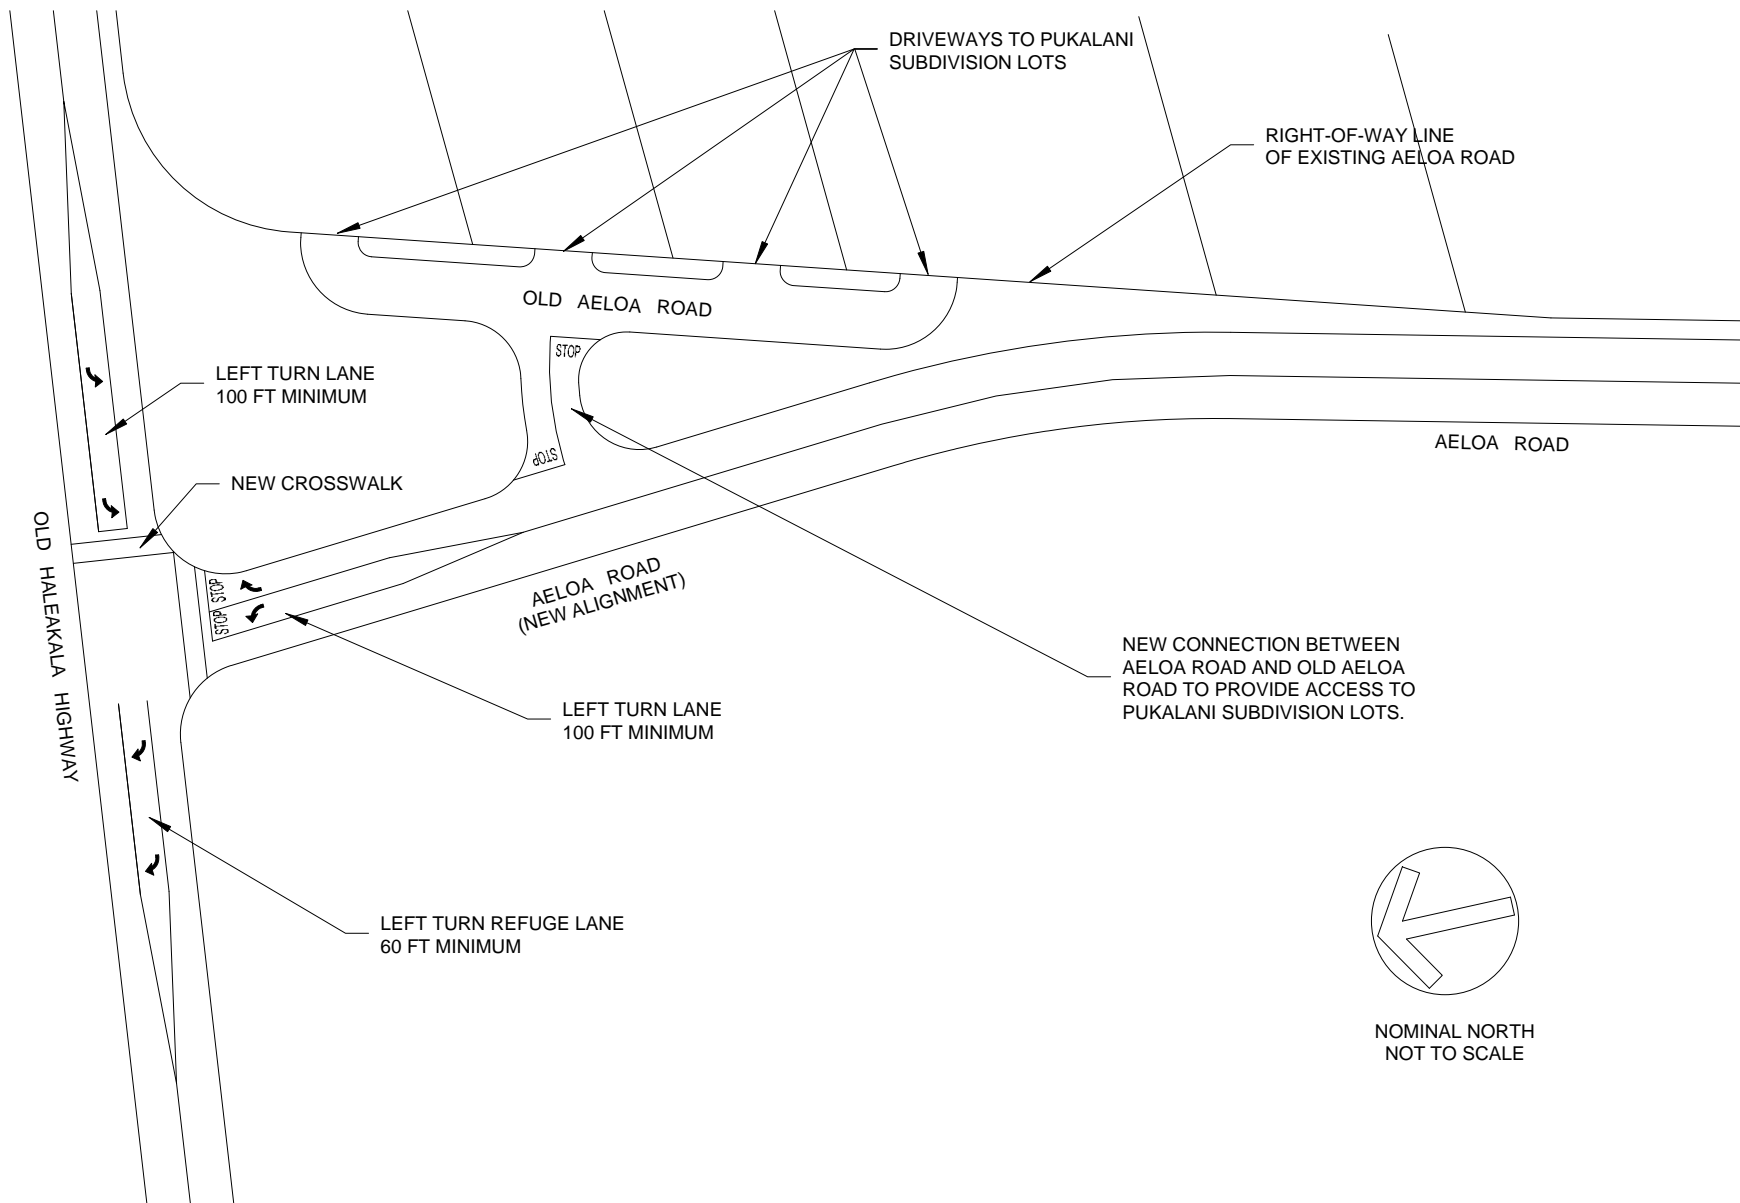 DRIVEWAYS TO PUKALANI
SUBDIVISION LOTS
RIGHT-OF-WAY LINE
OF EXISTING AELOA ROAD
OLD AELOA ROAD
STOP
LEFT TURN LANE
100 FT MINIMUM
AELOA ROAD
STOP
NEW CROSSWALK
OLD HALEAKALA HIGHWAY
STOP
STOP
AELOA ROAD
(NEW ALIGNMENT)
NEW CONNECTION BETWEEN
AELOA ROAD AND OLD AELOA
ROAD TO PROVIDE ACCESS TO
PUKALANI SUBDIVISION LOTS.
LEFT TURN LANE
100 FT MINIMUM
LEFT TURN REFUGE LANE
60 FT MINIMUM
NOMINAL NORTH
NOT TO SCALE